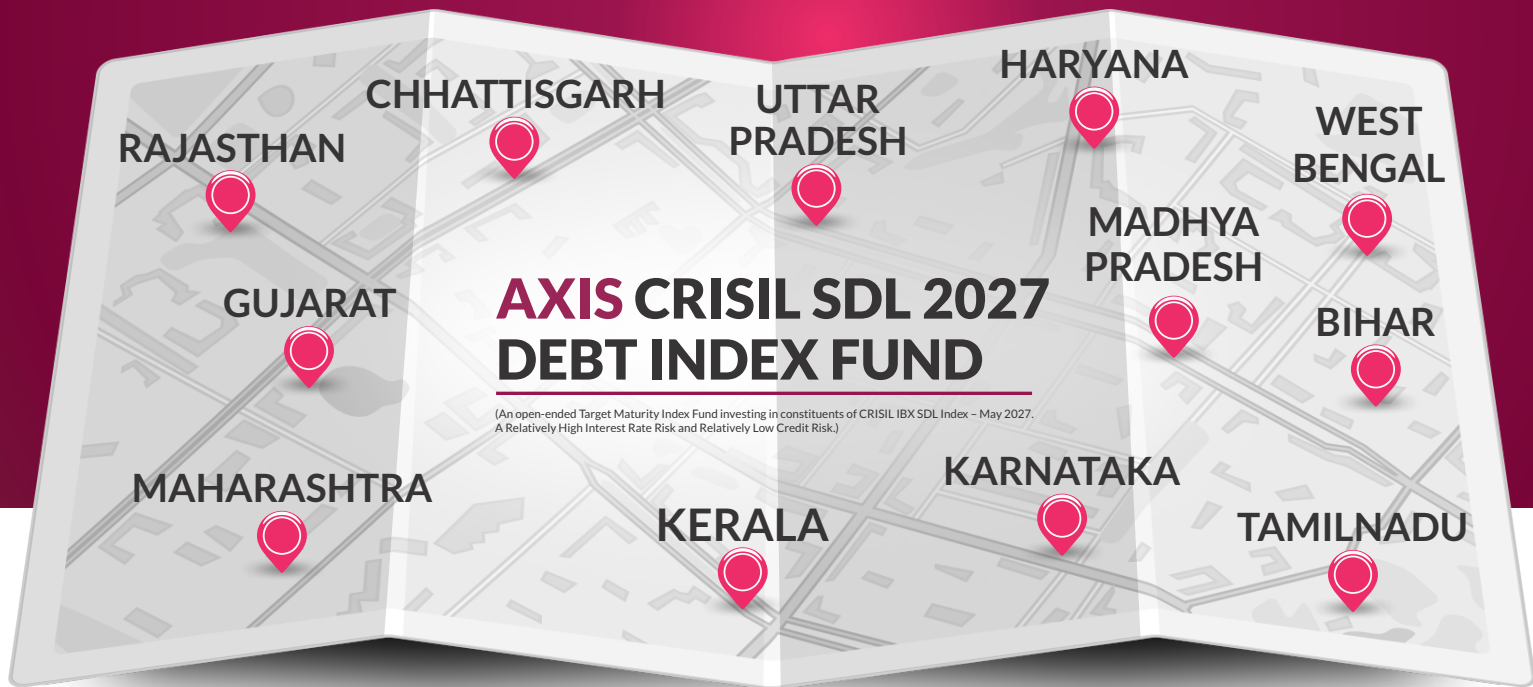 HARYANA
CHHATTISGARH
UTTAR
PRADESH
WEST
BENGAL
RAJASTHAN
MADHYA
PRADESH
GUJARAT
AXIS CRISIL SDL 2027
DEBT INDEX FUND
(An open-ended Target Maturity Index Fund investing in constituents of CRISIL IBX SDL Index – May 2027.
A Relatively High Interest Rate Risk and Relatively Low Credit Risk.)
BIHAR
MAHARASHTRA
KERALA
KARNATAKA
TAMILNADU